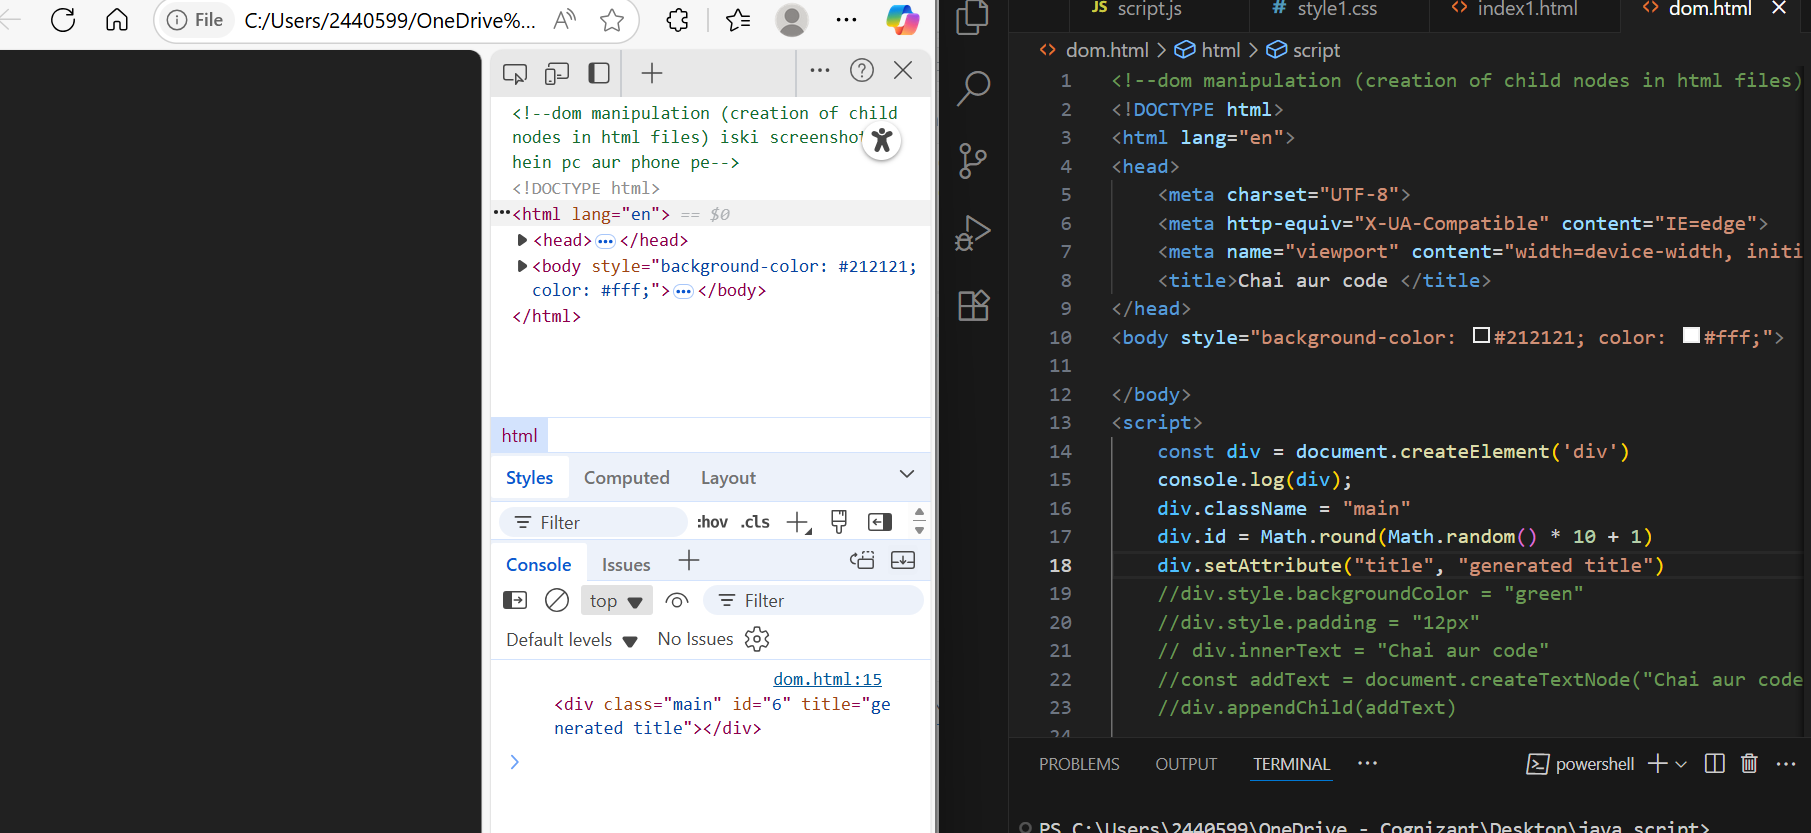 File C:/Users/2440599/OneDrive%...
<!--dom manipulation (creation of child
nodes in html files) iski screenshot
hein pc aur phone pe-->
<!DOCTYPE html>
•••<html lang="en"> == $0
<head>•••</head>
<body style="background-color: #212121;
color: #fff;">•••</body>
</html>
html
Styles Computed Layout
Filter :hov .cls
Console Issues
top Filter
Default levels No Issues
dom.html:15
<div class="main" id="6" title="ge
nerated title"></div>
JS script.js # style1.css <> index1.html <> dom.html
<> dom.html > html > script
1 <!--dom manipulation (creation of child nodes in html files)
2 <!DOCTYPE html>
3 <html lang="en">
4 <head>
5 <meta charset="UTF-8">
6 <meta http-equiv="X-UA-Compatible" content="IE=edge">
7 <meta name="viewport" content="width=device-width, initi
8 <title>Chai aur code </title>
9 </head>
10 <body style="background-color: #212121; color: #fff;">
11
12 </body>
13 <script>
14 const div = document.createElement('div')
15 console.log(div);
16 div.className = "main"
17 div.id = Math.round(Math.random() * 10 + 1)
18 div.setAttribute("title", "generated title")
19 //div.style.backgroundColor = "green"
20 //div.style.padding = "12px"
21 // div.innerText = "Chai aur code"
22 //const addText = document.createTextNode("Chai aur code
23 //div.appendChild(addText)
24
PROBLEMS OUTPUT TERMINAL ••• powershell
PS C:\Users\2440599\OneDrive - Cognizant\Desktop\java script>